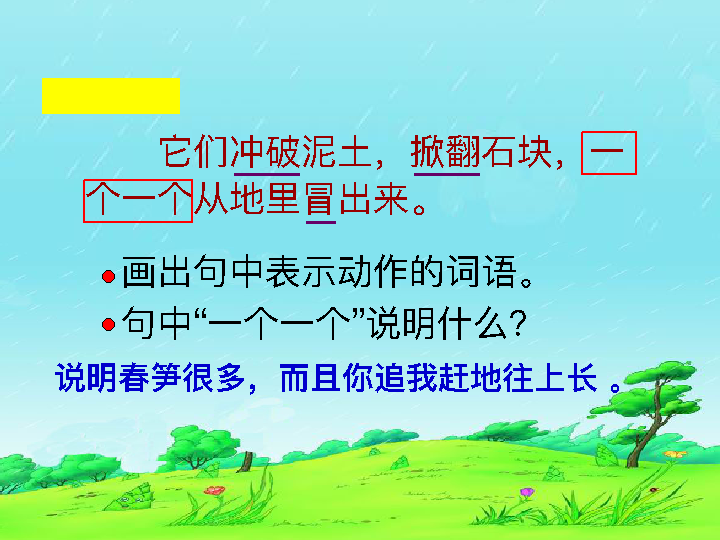 它们冲破泥土，掀翻石块，一
个一个从地里冒出来。
画出句中表示动作的词语。
句中“一个一个”说明什么？
说明春笋很多，而且你追我赶地往上长 。